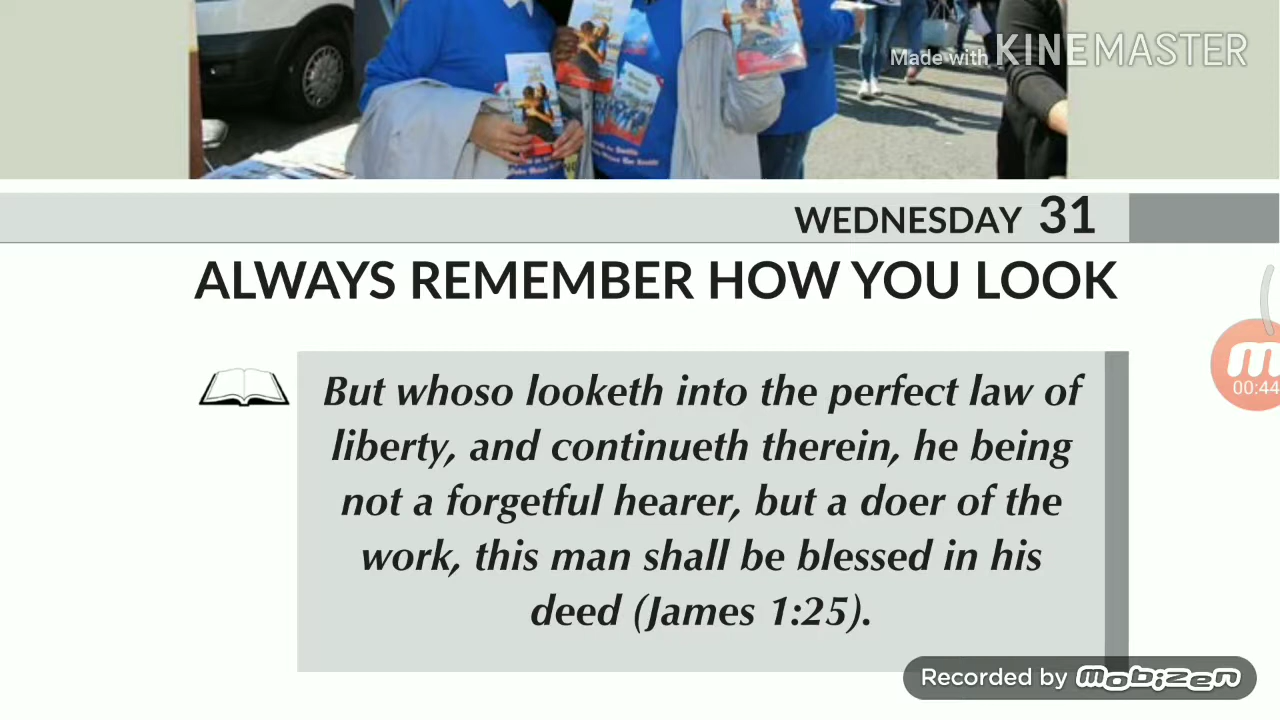 Made with KINEMASTER
WEDNESDAY 31
ALWAYS REMEMBER HOW YOU LOOK
But whoso looketh into the perfect law of
liberty, and continueth therein, he being
not a forgetful hearer, but a doer of the
work, this man shall be blessed in his
deed (James 1:25).
00:44
Recorded by mobizen